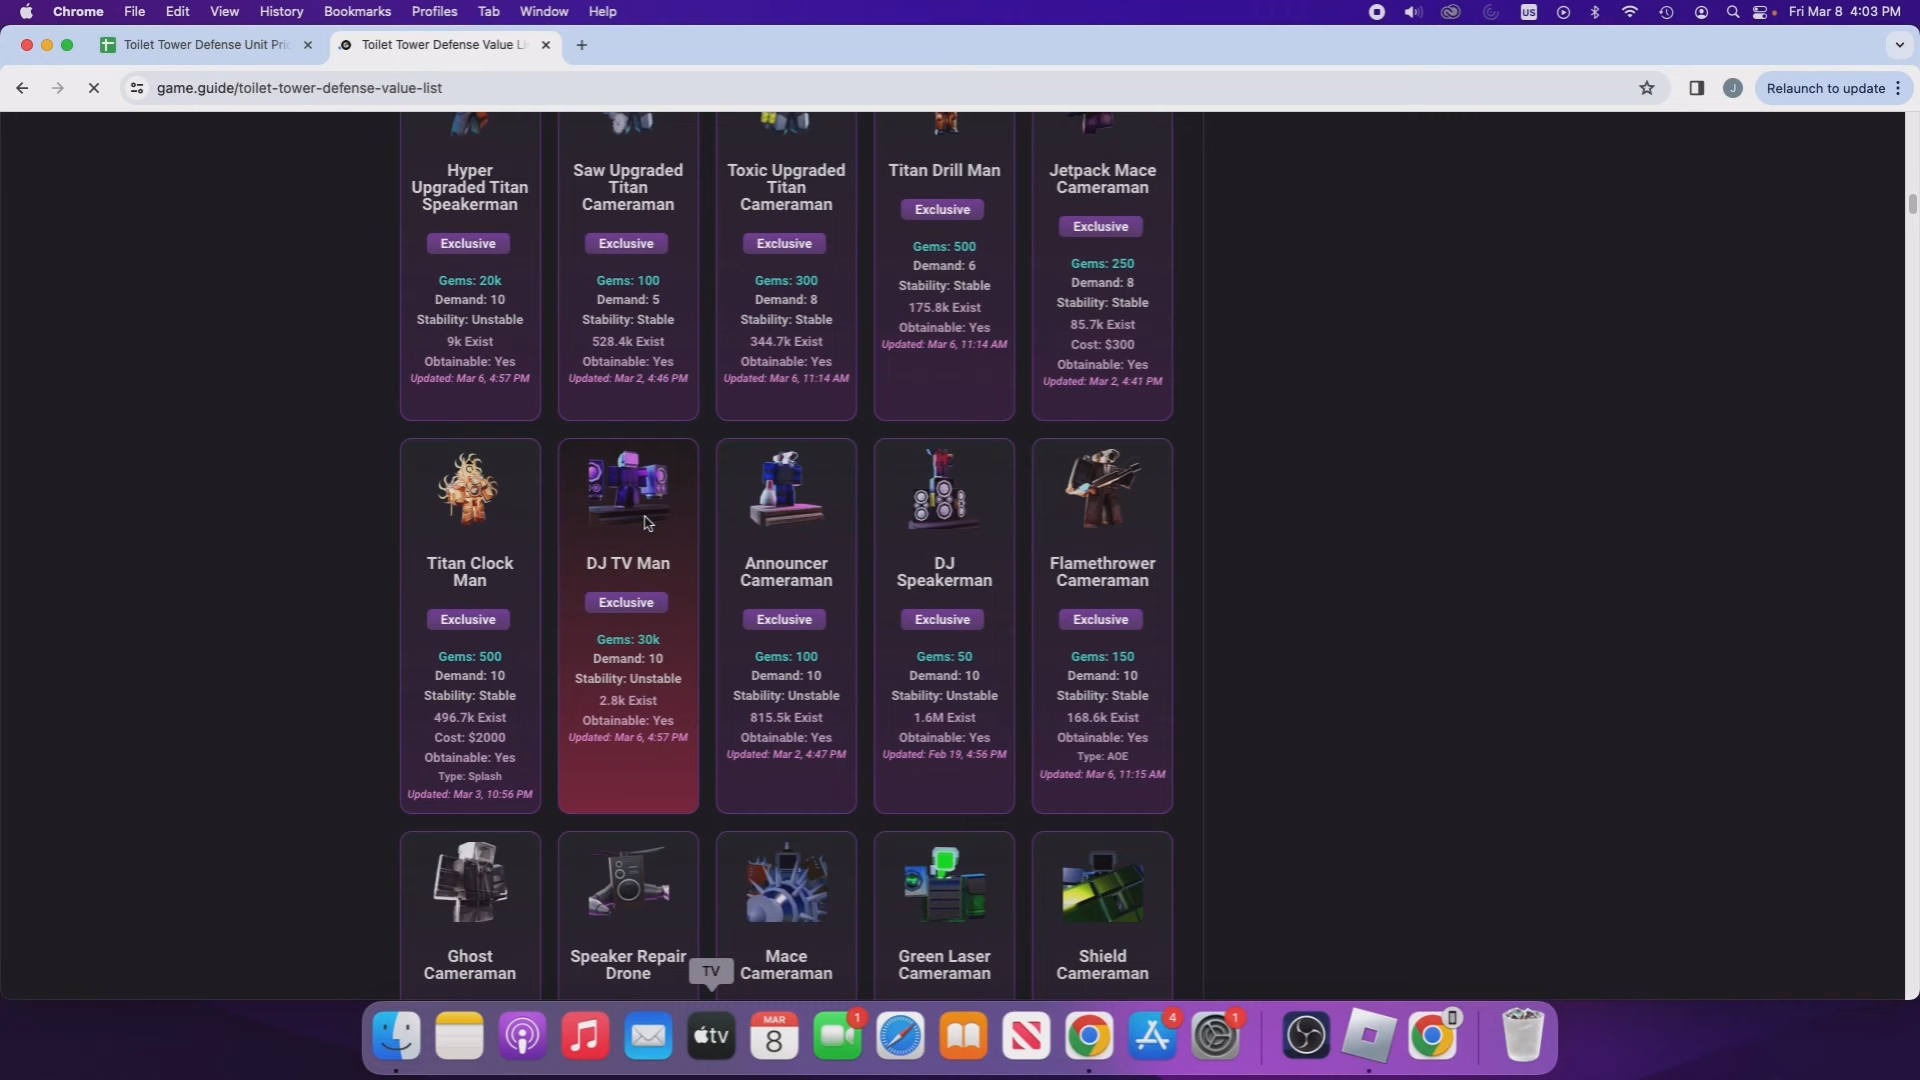 Chrome File Edit View History Bookmarks Profiles Tab Window Help US Fri Mar 8 4:03 PM
Toilet Tower Defense Unit Pric Toilet Tower Defense Value Li
game.guide/toilet-tower-defense-value-list J Relaunch to update
Hyper
Upgraded Titan
Speakerman
Exclusive
Gems: 20k
Demand: 10
Stability: Unstable
9k Exist
Obtainable: Yes
Updated: Mar 6, 4:57 PM
Saw Upgraded
Titan
Cameraman
Exclusive
Gems: 100
Demand: 5
Stability: Stable
528.4k Exist
Obtainable: Yes
Updated: Mar 2, 4:46 PM
Toxic Upgraded
Titan
Cameraman
Exclusive
Gems: 300
Demand: 8
Stability: Stable
344.7k Exist
Obtainable: Yes
Updated: Mar 6, 11:14 AM
Titan Drill Man
Exclusive
Gems: 500
Demand: 6
Stability: Stable
175.8k Exist
Obtainable: Yes
Updated: Mar 6, 11:14 AM
Jetpack Mace
Cameraman
Exclusive
Gems: 250
Demand: 8
Stability: Stable
85.7k Exist
Cost: $300
Obtainable: Yes
Updated: Mar 2, 4:41 PM
Titan Clock
Man
Exclusive
Gems: 500
Demand: 10
Stability: Stable
496.7k Exist
Cost: $2000
Obtainable: Yes
Type: Splash
Updated: Mar 3, 10:56 PM
DJ TV Man
Exclusive
Gems: 30k
Demand: 10
Stability: Unstable
2.8k Exist
Obtainable: Yes
Updated: Mar 6, 4:57 PM
Announcer
Cameraman
Exclusive
Gems: 100
Demand: 10
Stability: Unstable
815.5k Exist
Obtainable: Yes
Updated: Mar 2, 4:47 PM
DJ
Speakerman
Exclusive
Gems: 50
Demand: 10
Stability: Unstable
1.6M Exist
Obtainable: Yes
Updated: Feb 19, 4:56 PM
Flamethrower
Cameraman
Exclusive
Gems: 150
Demand: 10
Stability: Stable
168.6k Exist
Obtainable: Yes
Type: AOE
Updated: Mar 6, 11:15 AM
Ghost
Cameraman
Speaker Repair
Drone
Mace
Cameraman
Green Laser
Cameraman
Shield
Cameraman
TV
tv
MAR
8
1
4
1